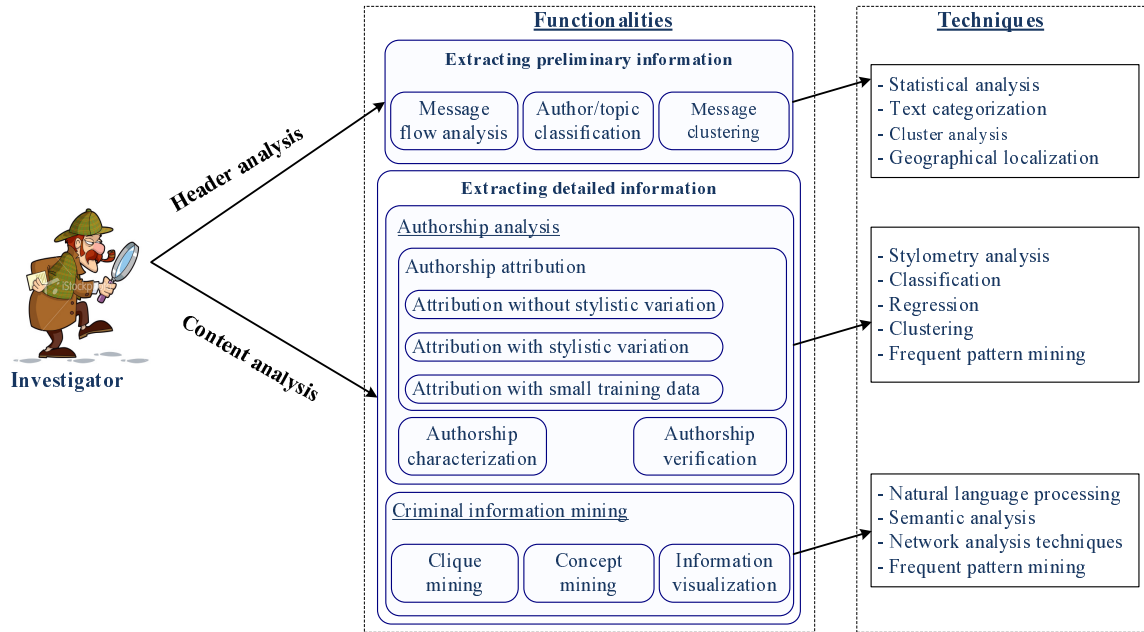 Functionalities
Techniques
Extracting preliminary information
Message
flow analysis
Author/topic
classification
Message
clustering
- Statistical analysis
- Text categorization
- Cluster analysis
- Geographical localization
Header analysis
Content analysis
iStockp
Investigator
Extracting detailed information
Authorship analysis
Authorship attribution
Attribution without stylistic variation
Attribution with stylistic variation
Attribution with small training data
Authorship
characterization
Authorship
verification
- Stylometry analysis
- Classification
- Regression
- Clustering
- Frequent pattern mining
Criminal information mining
Clique
mining
Concept
mining
Information
visualization
- Natural language processing
- Semantic analysis
- Network analysis techniques
- Frequent pattern mining